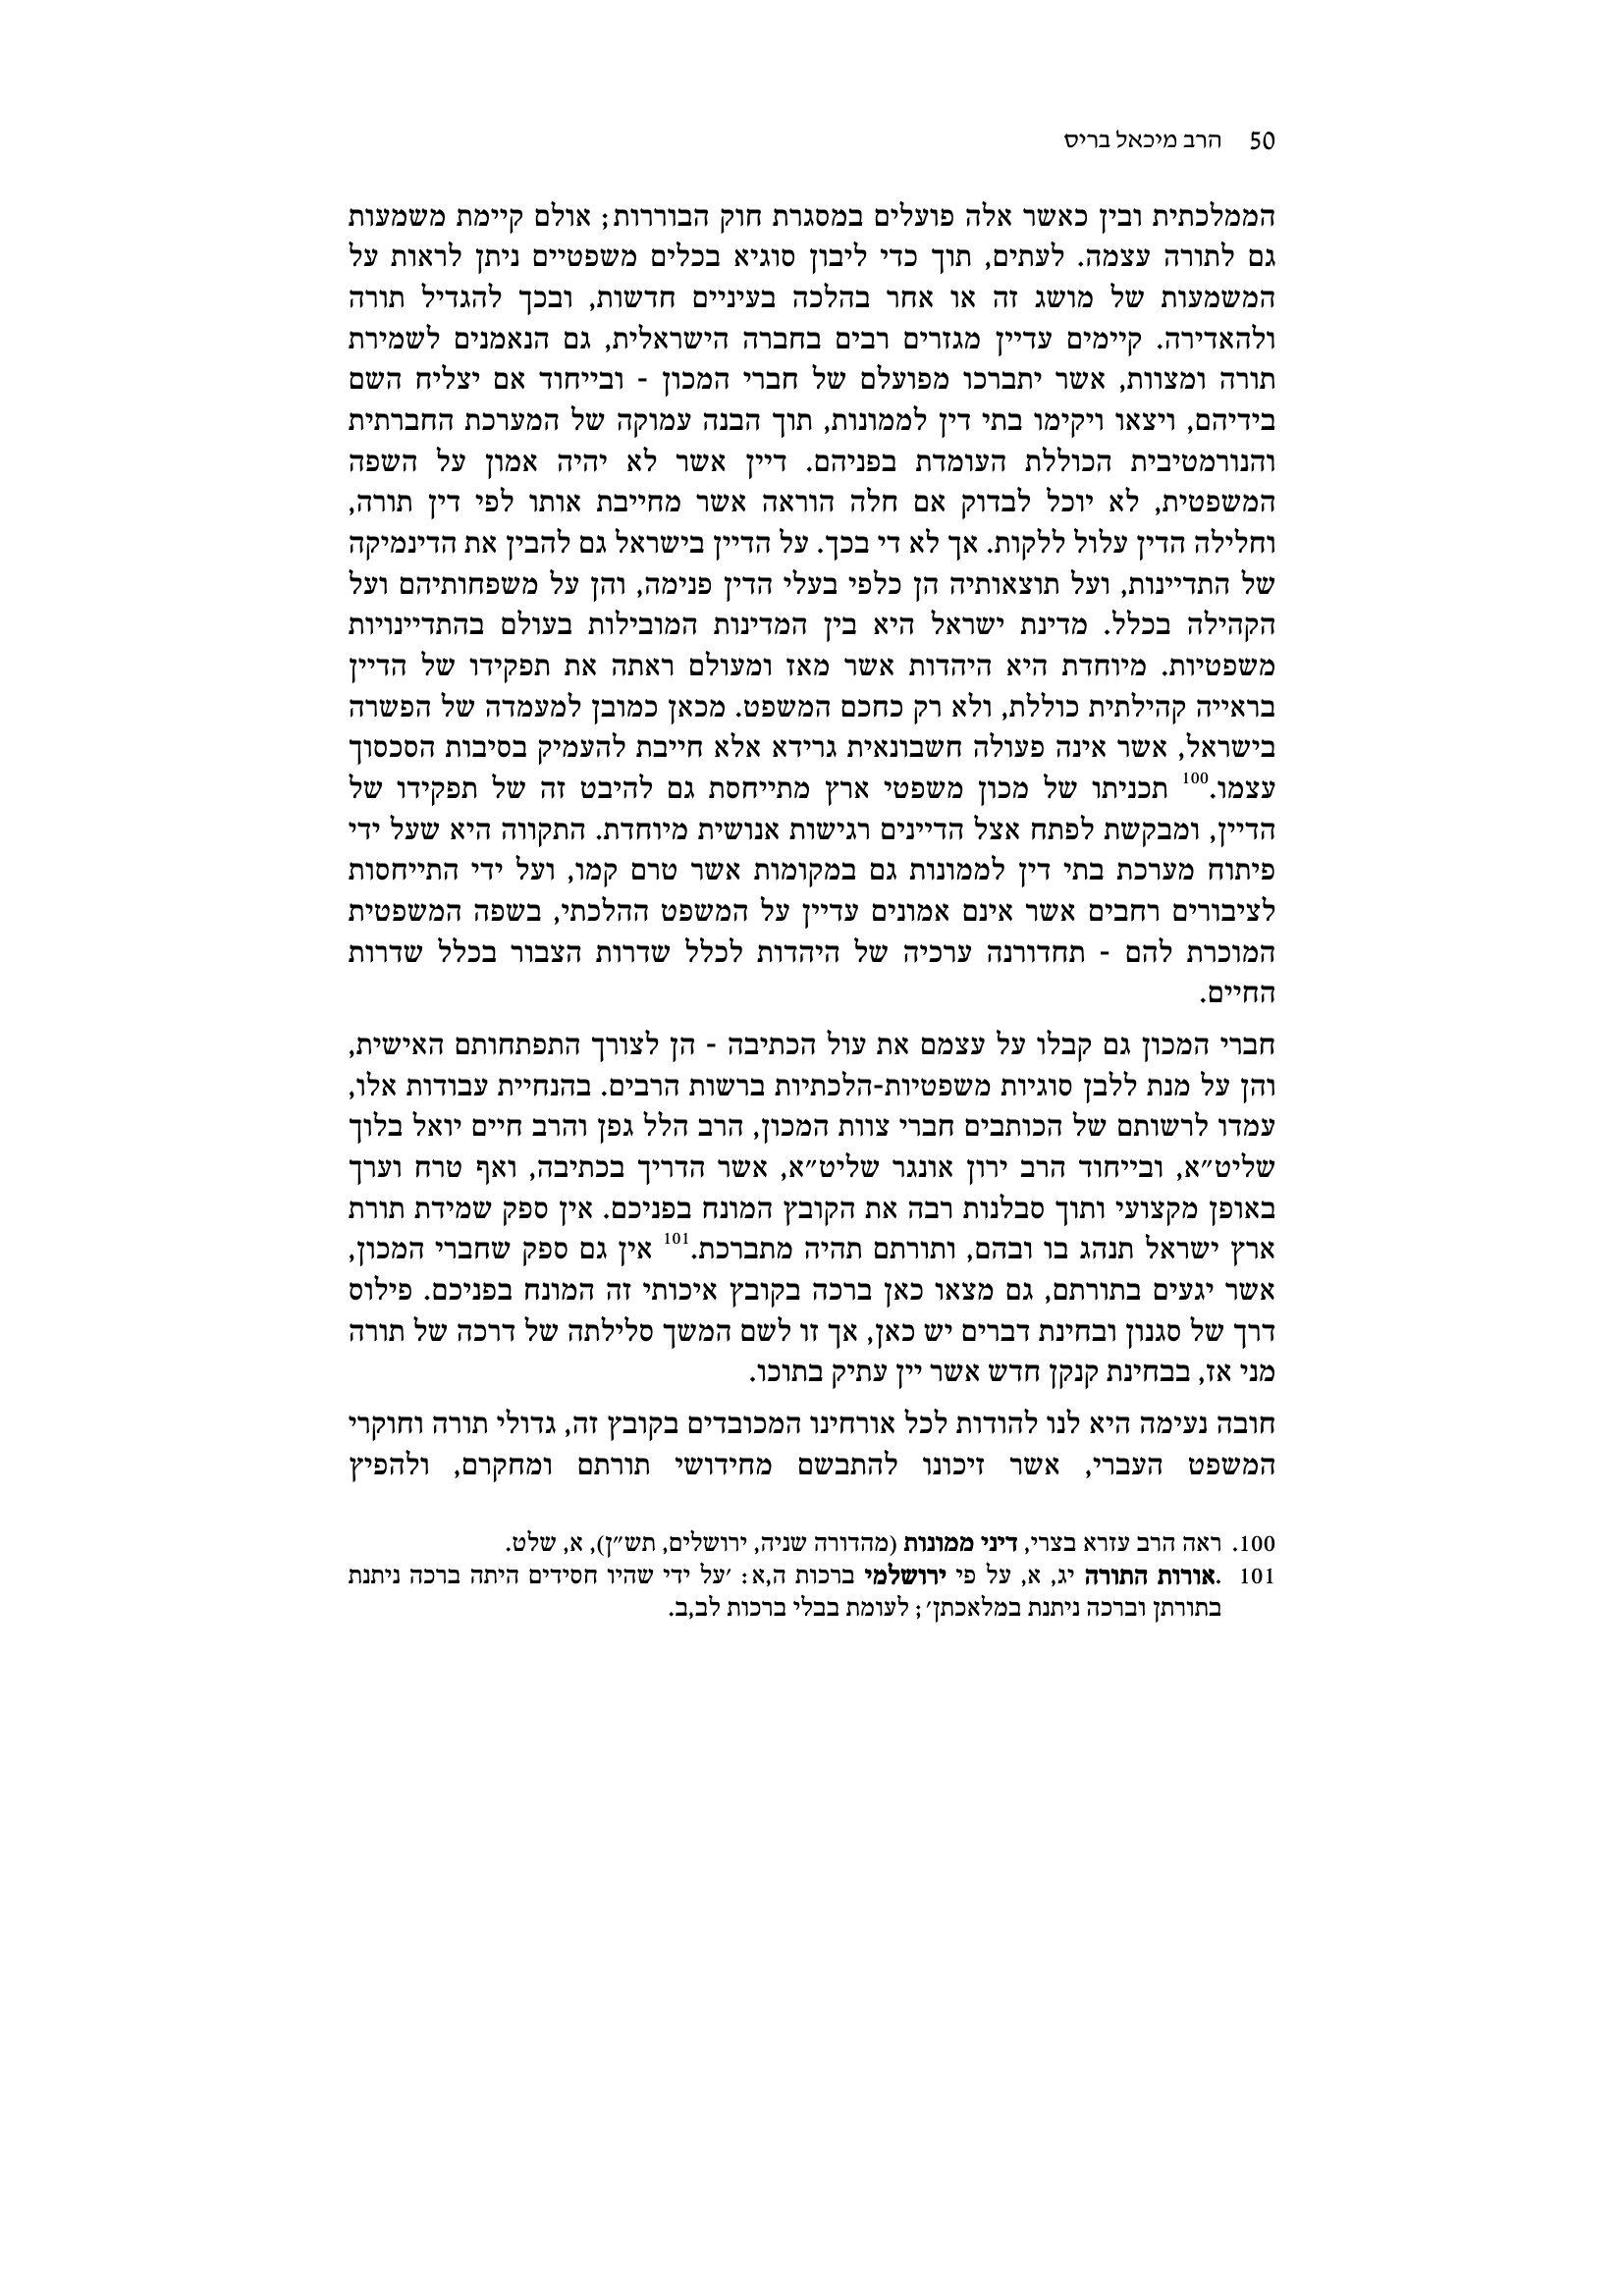 50 הרב מיכאל בריס
הממלכתית ובין כאשר אלה פועלים במסגרת חוק הבוררות; אולם קיימת משמעות
גם לתורה עצמה. לעתים, תוך כדי ליבון סוגיא בכלים משפטיים ניתן לראות על
המשמעות של מושג זה או אחר בהלכה בעיניים חדשות, ובכך להגדיל תורה
ולהאדירה. קיימים עדיין מגזרים רבים בחברה הישראלית, גם הנאמנים לשמירת
תורה ומצוות, אשר יתברכו מפועלם של חברי המכון - ובייחוד אם יצליח השם
בידיהם, ויצאו ויקימו בתי דין לממונות, תוך הבנה עמוקה של המערכת החברתית
והנורמטיבית הכוללת העומדת בפניהם. דיין אשר לא יהיה אמון על השפה
המשפטית, לא יוכל לבדוק אם חלה הוראה אשר מחייבת אותו לפי דין תורה,
וחלילה הדין עלול ללקות. אך לא די בכך. על הדיין בישראל גם להבין את הדינמיקה
של התדיינות, ועל תוצאותיה הן כלפי בעלי הדין פנימה, והן על משפחותיהם ועל
הקהילה בכלל. מדינת ישראל היא בין המדינות המובילות בעולם בהתדיינויות
משפטיות. מיוחדת היא היהדות אשר מאז ומעולם ראתה את תפקידו של הדיין
בראייה קהילתית כוללת, ולא רק כחכם המשפט. מכאן כמובן למעמדה של הפשרה
בישראל, אשר אינה פעולה חשבונאית גרידא אלא חייבת להעמיק בסיבות הסכסוך
עצמו.100 תכניתו של מכון משפטי ארץ מתייחסת גם להיבט זה של תפקידו של
הדיין, ומבקשת לפתח אצל הדיינים רגישות אנושית מיוחדת. התקווה היא שעל ידי
פיתוח מערכת בתי דין לממונות גם במקומות אשר טרם קמו, ועל ידי התייחסות
לציבורים רחבים אשר אינם אמונים עדיין על המשפט ההלכתי, בשפה המשפטית
המוכרת להם - תחדורנה ערכיה של היהדות לכלל שדרות הצבור בכלל שדרות
החיים.
חברי המכון גם קבלו על עצמם את עול הכתיבה - הן לצורך התפתחותם האישית,
והן על מנת ללבן סוגיות משפטיות-הלכתיות ברשות הרבים. בהנחיית עבודות אלו,
עמדו לרשותם של הכותבים חברי צוות המכון, הרב הלל גפן והרב חיים יואל בלוך
שליט״א, ובייחוד הרב ירון אונגר שליט״א, אשר הדריך בכתיבה, ואף טרח וערך
באופן מקצועי ותוך סבלנות רבה את הקובץ המונח בפניכם. אין ספק שמידת תורת
ארץ ישראל תנהג בו ובהם, ותורתם תהיה מתברכת.101 אין גם ספק שחברי המכון,
אשר יגעים בתורתם, גם מצאו כאן ברכה בקובץ איכותי זה המונח בפניכם. פילוס
דרך של סגנון ובחינת דברים יש כאן, אך זו לשם המשך סלילתה של דרכה של תורה
מני אז, בבחינת קנקן חדש אשר יין עתיק בתוכו.
חובה נעימה היא לנו להודות לכל אורחינו המכובדים בקובץ זה, גדולי תורה וחוקרי
המשפט העברי, אשר זיכונו להתבשם מחידושי תורתם ומחקרם, ולהפיץ
100. ראה הרב עזרא בצרי, דיני ממונות (מהדורה שניה, ירושלים, תש״ן), א, שלט.
101 .אורות התורה יג, א, על פי ירושלמי ברכות ה,א: ׳על ידי שהיו חסידים היתה ברכה ניתנת
בתורתן וברכה ניתנת במלאכתן׳; לעומת בבלי ברכות לב,ב.